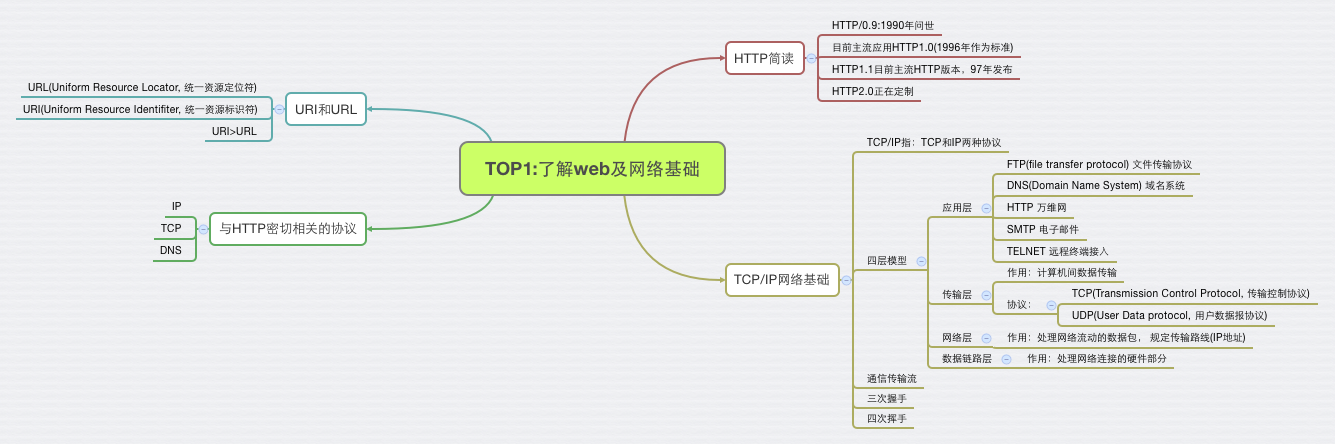 TOP1:了解web及网络基础
HTTP简读
HTTP/0.9:1990年问世
目前主流应用HTTP1.0(1996年作为标准)
HTTP1.1目前主流HTTP版本，97年发布
HTTP2.0正在定制
URI和URL
URL(Uniform Resource Locator, 统一资源定位符)
URI(Uniform Resource Identifiter, 统一资源标识符)
URI>URL
与HTTP密切相关的协议
IP
TCP
DNS
TCP/IP网络基础
TCP/IP指：TCP和IP两种协议
四层模型
应用层
FTP(file transfer protocol) 文件传输协议
DNS(Domain Name System) 域名系统
HTTP 万维网
SMTP 电子邮件
TELNET 远程终端接入
传输层
作用：计算机间数据传输
协议：
TCP(Transmission Control Protocol, 传输控制协议)
UDP(User Data protocol, 用户数据报协议)
网络层
作用：处理网络流动的数据包， 规定传输路线(IP地址)
数据链路层
作用：处理网络连接的硬件部分
通信传输流
三次握手
四次挥手